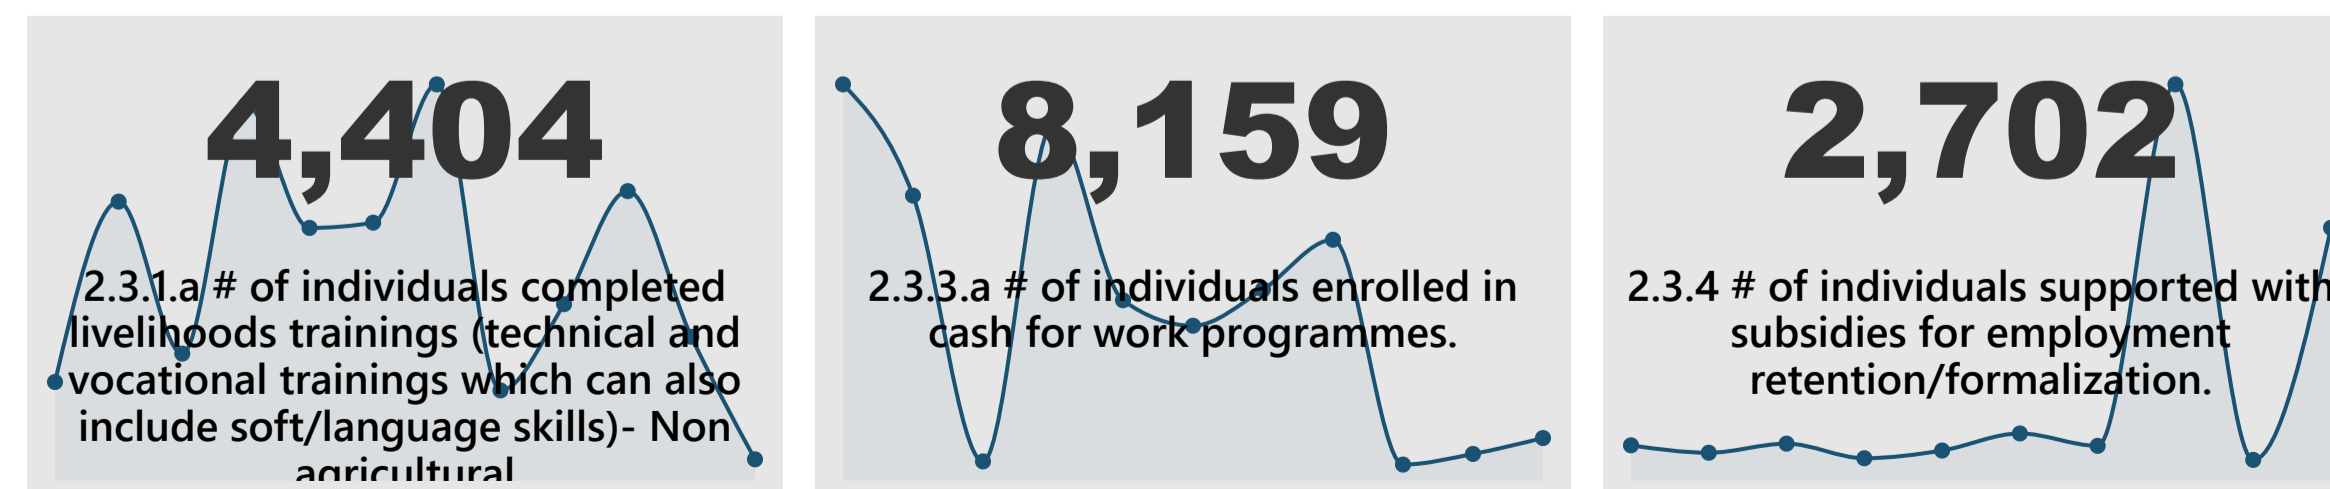 4,404
2.3.1.a # of individuals completed
livelihoods trainings (technical and
vocational trainings which can also
include soft/language skills)- Non
agricultural
8,159
2.3.3.a # of individuals enrolled in
cash for work programmes.
2,702
2.3.4 # of individuals supported with
subsidies for employment
retention/formalization.